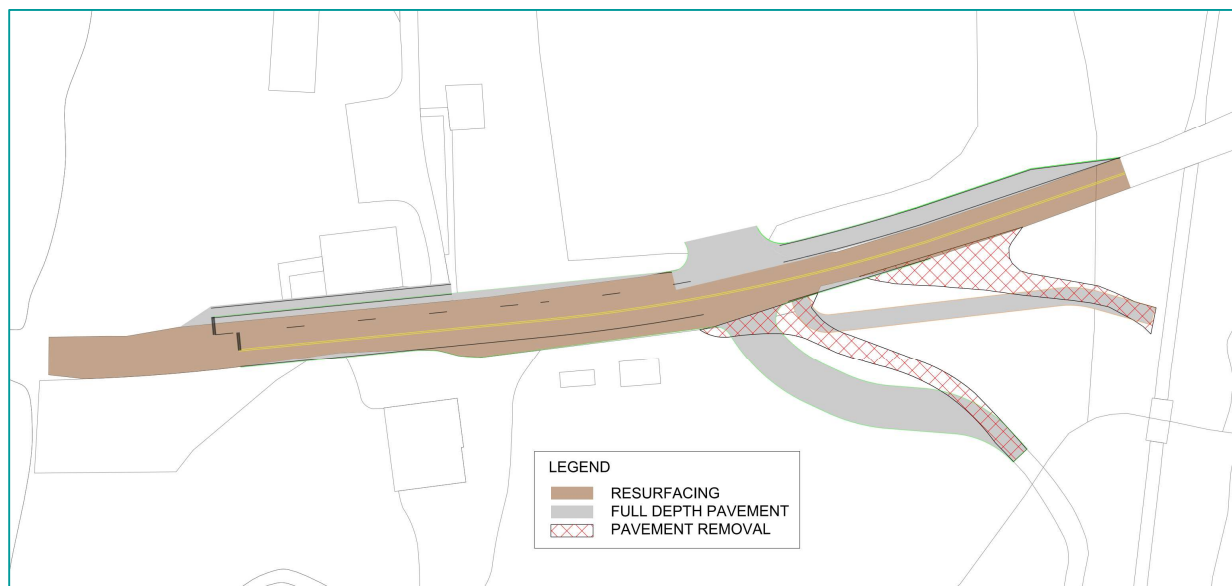 LEGEND
RESURFACING
FULL DEPTH PAVEMENT
PAVEMENT REMOVAL